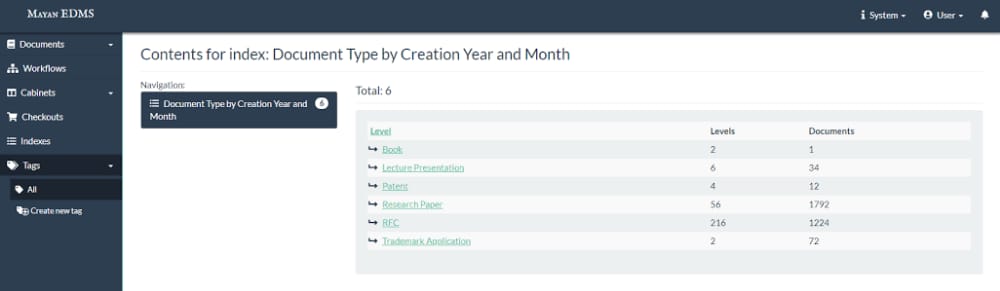 Mayan EDMS
System
User
Documents
Workflows
Cabinets
Checkouts
Indexes
Tags
All
Create new tag
Contents for index: Document Type by Creation Year and Month
Navigation:
Document Type by Creation Year and 6
Month
Total: 6
Level Levels Documents
Book 2 1
Lecture Presentation 6 34
Patent 4 12
Research Paper 56 1792
RFC 216 1224
Trademark Application 2 72